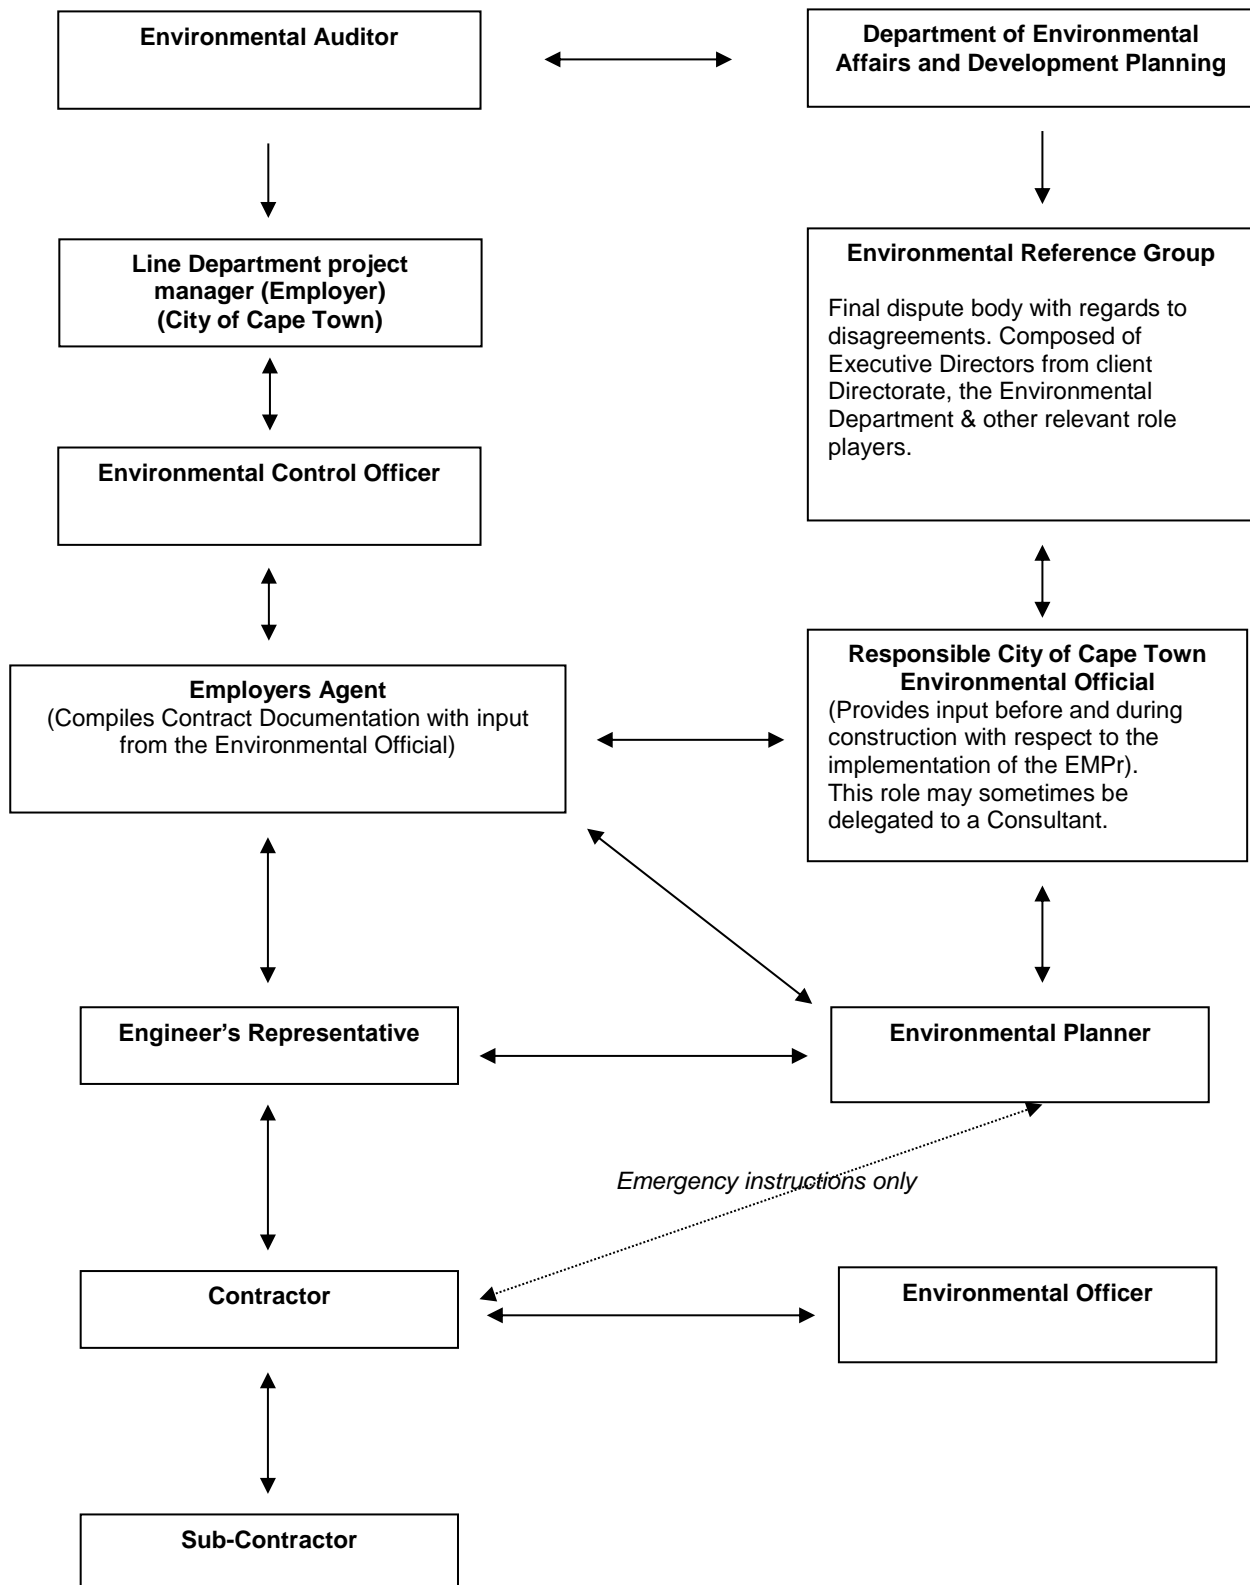 Environmental Auditor
Department of Environmental
Affairs and Development Planning
Line Department project
manager (Employer)
(City of Cape Town)
Environmental Reference Group
Final dispute body with regards to
disagreements. Composed of
Executive Directors from client
Directorate, the Environmental
Department & other relevant role
players.
Environmental Control Officer
Employers Agent
(Compiles Contract Documentation with input
from the Environmental Official)
Responsible City of Cape Town
Environmental Official
(Provides input before and during
construction with respect to the
implementation of the EMPr).
This role may sometimes be
delegated to a Consultant.
Engineer’s Representative
Environmental Planner
Emergency instructions only
Contractor
Environmental Officer
Sub-Contractor